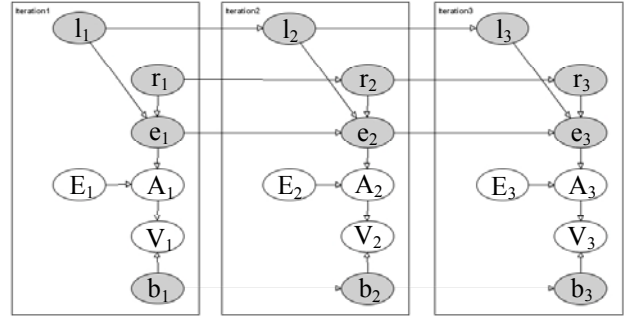 Iteration1 Iteration2 Iteration3
l₁ l₂ l₃
r₁ r₂ r₃
e₁ e₂ e₃
E₁ A₁ E₂ A₂ E₃ A₃
V₁ V₂ V₃
b₁ b₂ b₃